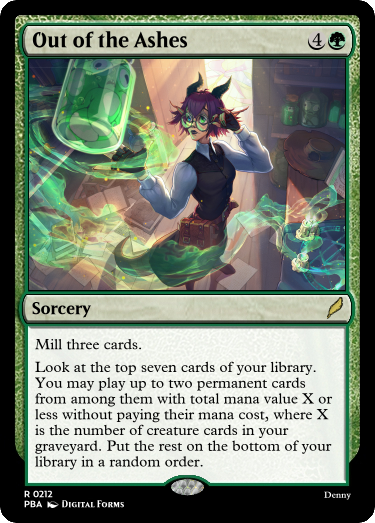 Out of the Ashes 4
Sorcery
Mill three cards.
Look at the top seven cards of your library.
You may play up to two permanent cards
from among them with total mana value X or
less without paying their mana cost, where X
is the number of creature cards in your
graveyard. Put the rest on the bottom of your
library in a random order.
R 0212
Denny
PBA Digital Forms